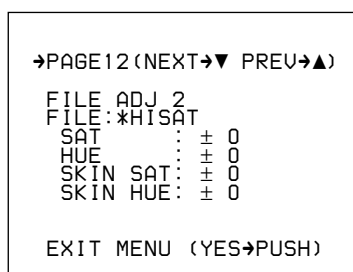 ➔PAGE12(NEXT➔▼ PREV➔▲)
FILE ADJ 2
FILE:*HISAT
SAT : ± 0
HUE : ± 0
SKIN SAT: ± 0
SKIN HUE: ± 0
EXIT MENU (YES➔PUSH)